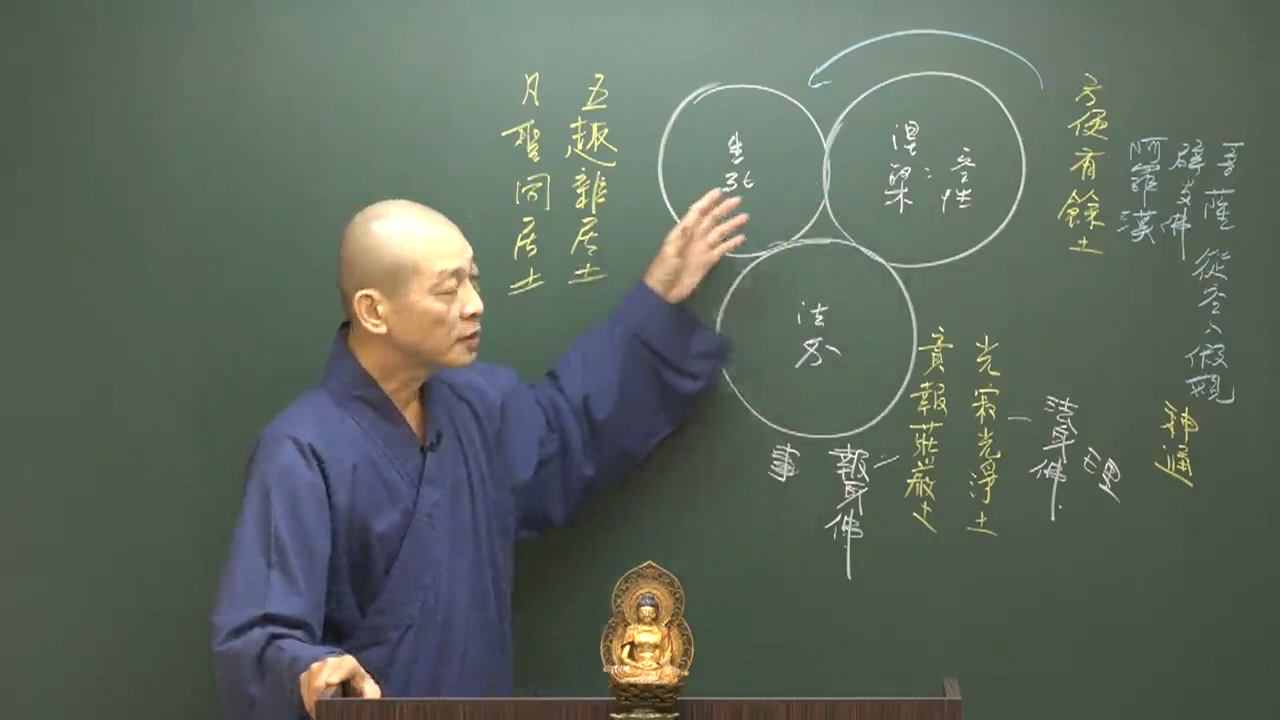 五趣雜居土
凡聖同居土
生死
涅槃：空性
法界
方便有餘土
阿羅漢
辟支佛
菩薩
從空入假觀
常寂光淨土
實報莊嚴土
法身佛
理
報身佛
事
神通